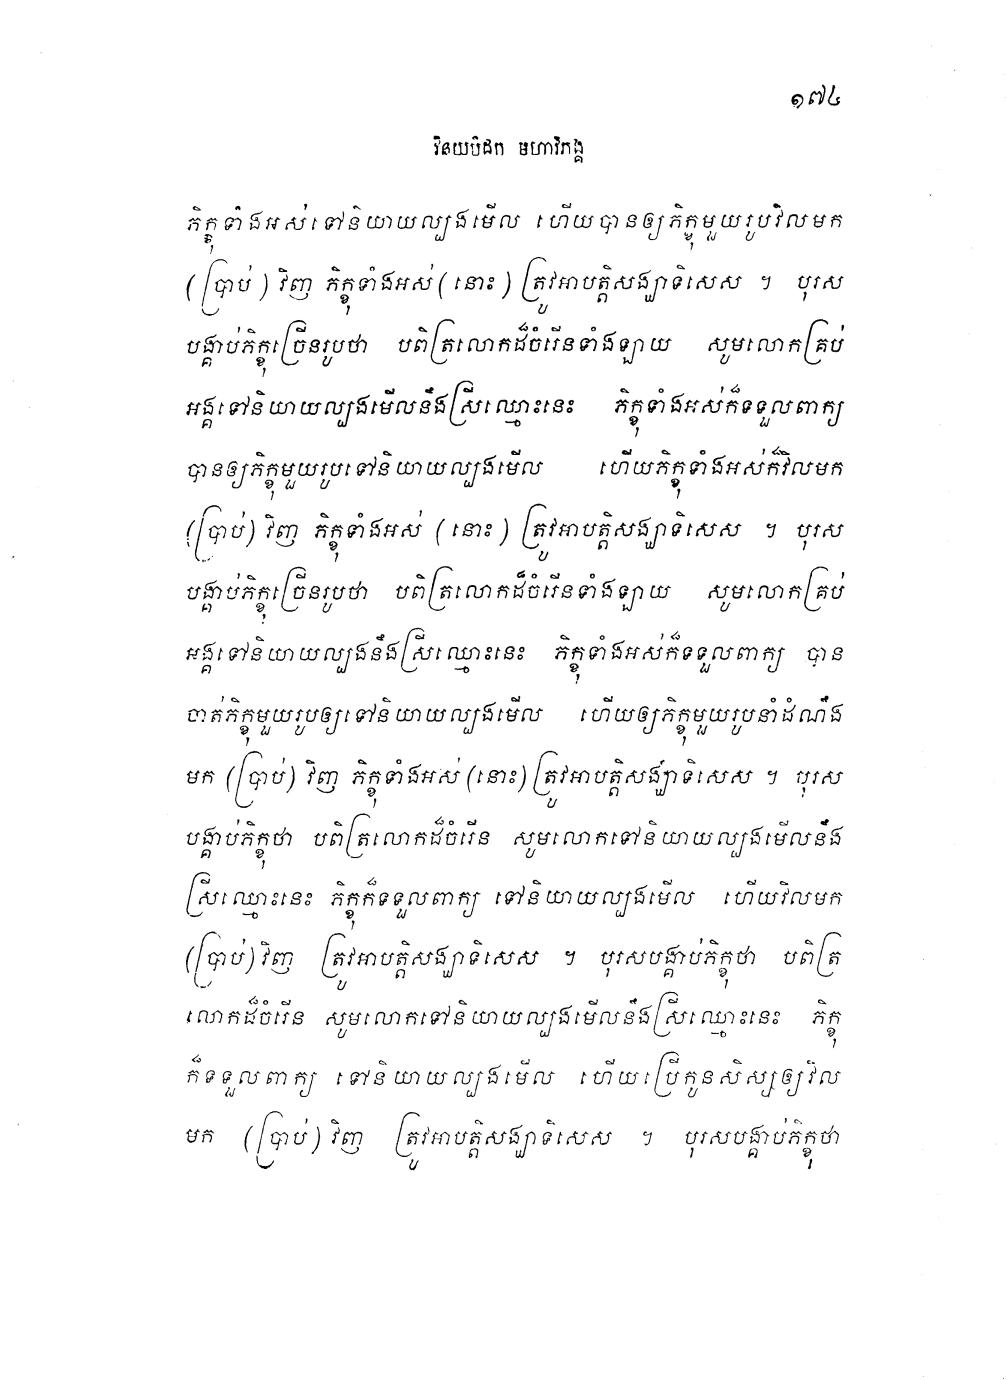 ១៧៤
វិនយបិដក មហាវិភង្គ
ភិក្ខុទាំងអស់ទៅនិយាយល្បងមើល ហើយបានឲ្យភិក្ខុមួយរូបវិលមក
(ប្រាប់) វិញ ភិក្ខុទាំងអស់ (នោះ) ត្រូវអាបត្តិសង្ឃាទិសេស ។ បុរស
បង្គាប់ភិក្ខុច្រើនរូបថា បពិត្រលោកដ៏ចំរើនទាំងឡាយ សូមលោកគ្រប់
អង្គទៅនិយាយល្បងមើលនឹងស្រីឈ្មោះនេះ ភិក្ខុទាំងអស់ក៏ទទួលពាក្យ
បានឲ្យភិក្ខុមួយរូបទៅនិយាយល្បងមើល ហើយភិក្ខុទាំងអស់ក៏វិលមក
(ប្រាប់) វិញ ភិក្ខុទាំងអស់ (នោះ) ត្រូវអាបត្តិសង្ឃាទិសេស ។ បុរស
បង្គាប់ភិក្ខុច្រើនរូបថា បពិត្រលោកដ៏ចំរើនទាំងឡាយ សូមលោកគ្រប់
អង្គទៅនិយាយល្បងនឹងស្រីឈ្មោះនេះ ភិក្ខុទាំងអស់ក៏ទទួលពាក្យ បាន
ចាត់ភិក្ខុមួយរូបឲ្យទៅនិយាយល្បងមើល ហើយឲ្យភិក្ខុមួយរូបនាំដំណឹង
មក (ប្រាប់) វិញ ភិក្ខុទាំងអស់ (នោះ) ត្រូវអាបត្តិសង្ឃាទិសេស ។ បុរស
បង្គាប់ភិក្ខុថា បពិត្រលោកដ៏ចំរើន សូមលោកទៅនិយាយល្បងមើលនឹង
ស្រីឈ្មោះនេះ ភិក្ខុក៏ទទួលពាក្យ ទៅនិយាយល្បងមើល ហើយវិលមក
(ប្រាប់) វិញ ត្រូវអាបត្តិសង្ឃាទិសេស ។ បុរសបង្គាប់ភិក្ខុថា បពិត្រ
លោកដ៏ចំរើន សូមលោកទៅនិយាយល្បងមើលនឹងស្រីឈ្មោះនេះ ភិក្ខុ
ក៏ទទួលពាក្យ ទៅនិយាយល្បងមើល ហើយប្រើកូនសិស្សឲ្យវិល
មក (ប្រាប់) វិញ ត្រូវអាបត្តិសង្ឃាទិសេស ។ បុរសបង្គាប់ភិក្ខុថា